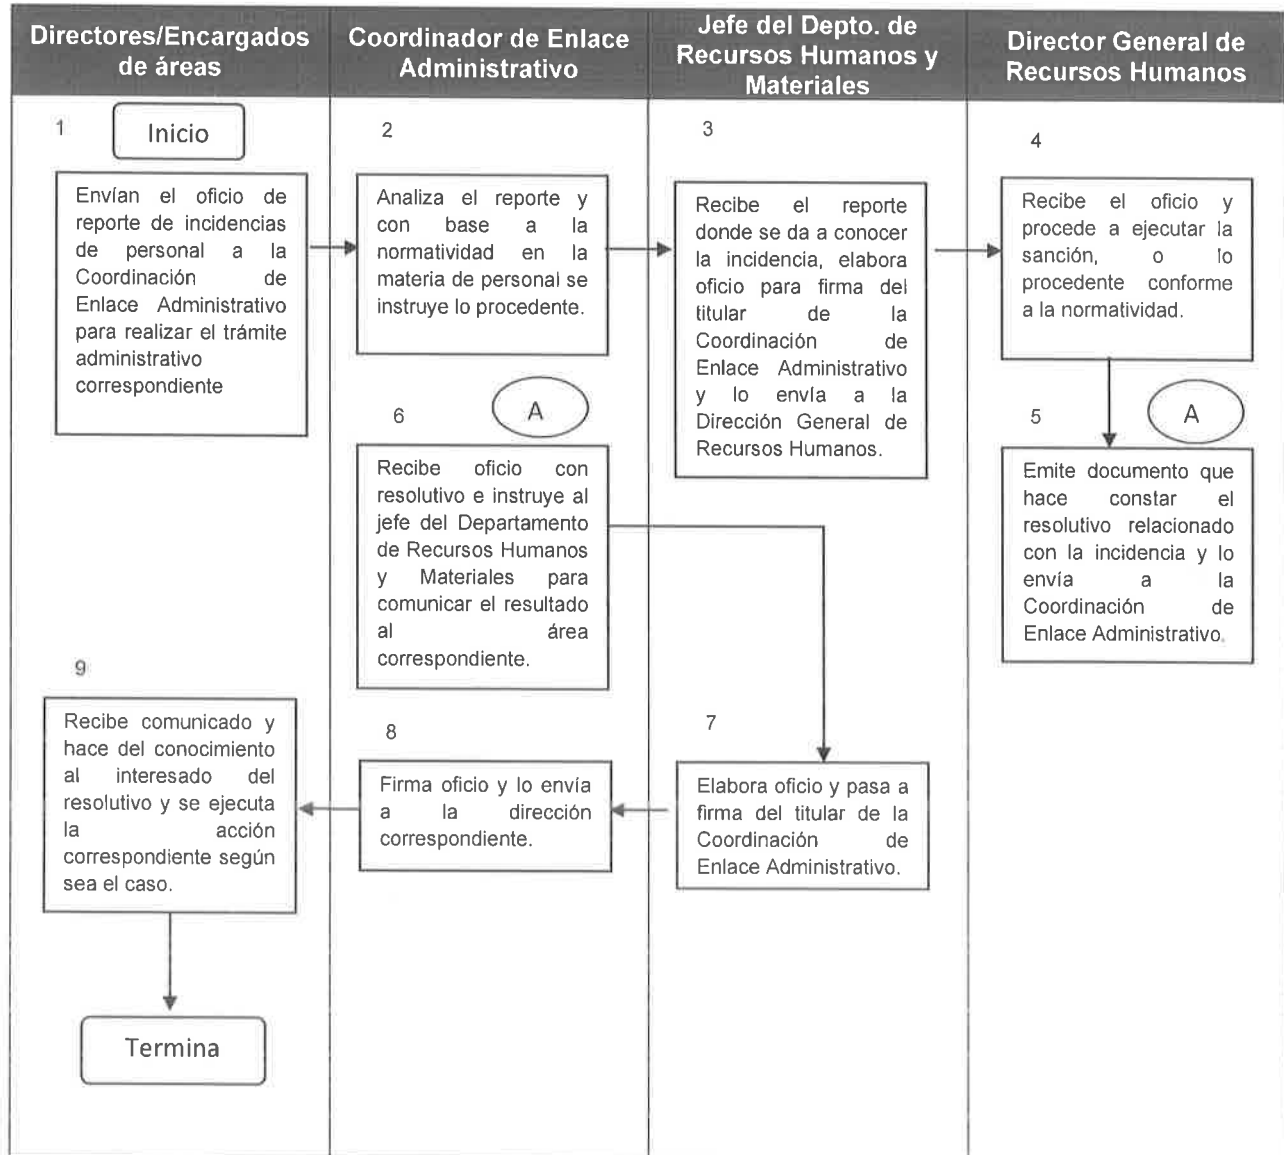 Directores/Encargados
de áreas
Coordinador de Enlace
Administrativo
Jefe del Depto. de
Recursos Humanos y
Materiales
Director General de
Recursos Humanos
1
Inicio
Envían el oficio de
reporte de incidencias
de personal a la
Coordinación de
Enlace Administrativo
para realizar el trámite
administrativo
correspondiente
2
Analiza el reporte y
con base a la
normatividad en la
materia de personal se
instruye lo procedente.
3
Recibe el reporte
donde se da a conocer
la incidencia, elabora
oficio para firma del
titular de la
Coordinación de
Enlace Administrativo
y lo envía a la
Dirección General de
Recursos Humanos.
4
Recibe el oficio y
procede a ejecutar la
sanción, o lo
procedente conforme
a la normatividad.
5
A
Emite documento que
hace constar el
resolutivo relacionado
con la incidencia y lo
envía a la
Coordinación de
Enlace Administrativo.
6
A
Recibe oficio con
resolutivo e instruye al
jefe del Departamento
de Recursos Humanos
y Materiales para
comunicar el resultado
al área
correspondiente.
7
Elabora oficio y pasa a
firma del titular de la
Coordinación de
Enlace Administrativo.
8
Firma oficio y lo envía
a la dirección
correspondiente.
9
Recibe comunicado y
hace del conocimiento
al interesado del
resolutivo y se ejecuta
la acción
correspondiente según
sea el caso.
Termina